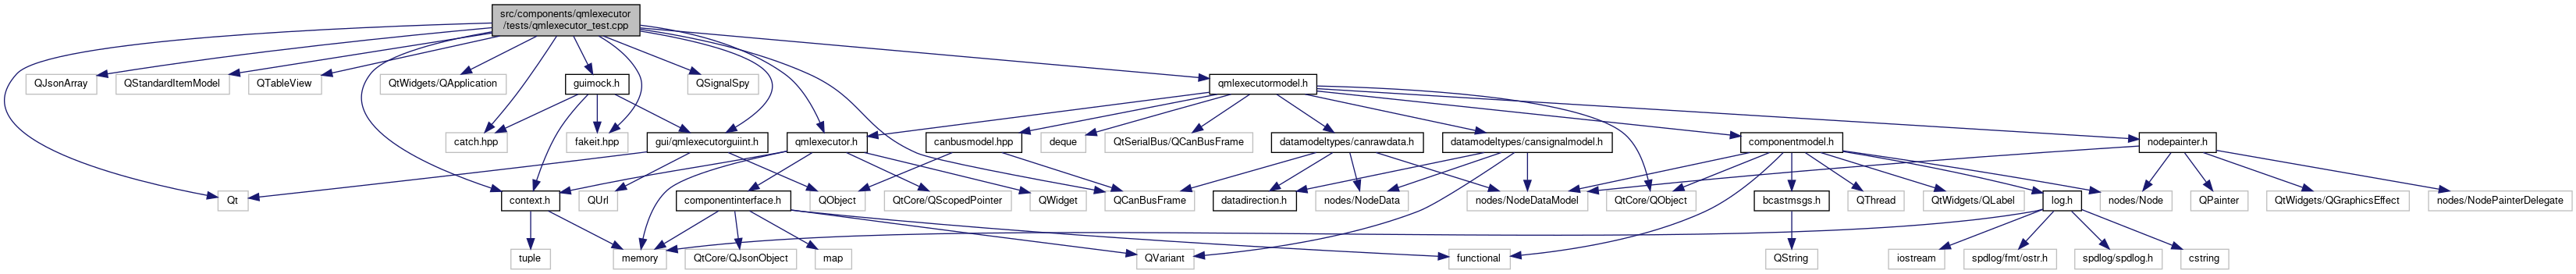 src/components/qmlexecutor
/tests/qmlexecutor_test.cpp
QJsonArray
QStandardItemModel
QTableView
QtWidgets/QApplication
guimock.h
QSignalSpy
qmlexecutormodel.h
catch.hpp
fakeit.hpp
gui/qmlexecutorguiint.h
qmlexecutor.h
canbusmodel.hpp
deque
QtSerialBus/QCanBusFrame
datamodeltypes/canrawdata.h
datamodeltypes/cansignalmodel.h
componentmodel.h
nodepainter.h
Qt
context.h
QUrl
componentinterface.h
QObject
QtCore/QScopedPointer
QWidget
QCanBusFrame
datadirection.h
nodes/NodeData
nodes/NodeDataModel
QtCore/QObject
bcastmsgs.h
QThread
QtWidgets/QLabel
log.h
nodes/Node
QPainter
QtWidgets/QGraphicsEffect
nodes/NodePainterDelegate
tuple
memory
QtCore/QJsonObject
map
QVariant
functional
QString
iostream
spdlog/fmt/ostr.h
spdlog/spdlog.h
cstring